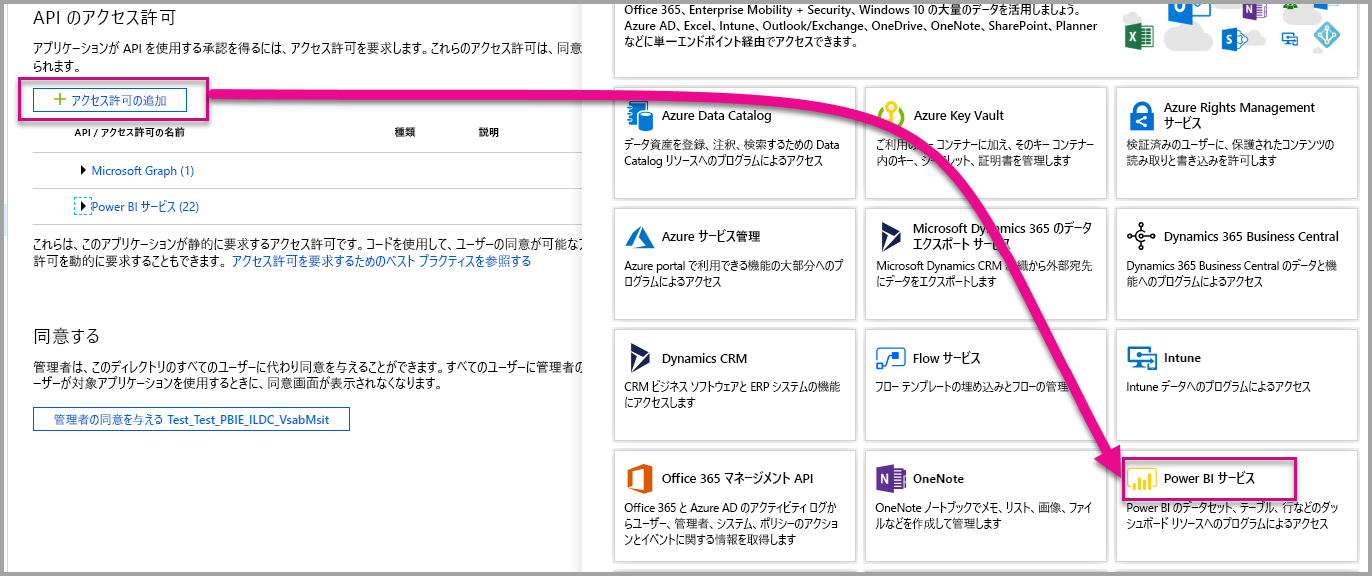 API のアクセス許可
アプリケーションが API を使用する承認を得るには、アクセス許可を要求します。これらのアクセス許可は、同意
られます。
アクセス許可の追加
API / アクセス許可の名前 種類 説明
Microsoft Graph (1)
Power BI サービス (22)
これらは、このアプリケーションが静的に要求するアクセス許可です。コードを使用して、ユーザーの同意が可能なア
許可を動的に要求することもできます。 アクセス許可を要求するためのベスト プラクティスを参照する
同意する
管理者は、このディレクトリのすべてのユーザーに代わり同意を与えることができます。すべてのユーザーに管理者の
ーザーが対象アプリケーションを使用するときに、同意画面が表示されなくなります。
管理者の同意を与える Test_Test_PBIE_ILDC_VsabMsit
Office 365、Enterprise Mobility + Security、Windows 10 の大量のデータを活用しましょう。
Azure AD、Excel、Intune、Outlook/Exchange、OneDrive、OneNote、SharePoint、Planner
などに単一エンドポイント経由でアクセスできます。
Azure Data Catalog
データ資産を登録、注釈、検索するための Data
Catalog リソースへのプログラムによるアクセス
Azure Key Vault
ご利用のキー コンテナーに加え、そのキー コンテナー
内のキー、シークレット、証明書を管理します
Azure Rights Management
サービス
検証済みのユーザーに、保護されたコンテンツの
読み取りと書き込みを許可します
Azure サービス管理
Azure portal で利用できる機能の大部分へのプ
ログラムによるアクセス
Microsoft Dynamics 365 のデータ
エクスポート サービス
Microsoft Dynamics CRM 組織から外部宛先
にデータをエクスポートします
Dynamics 365 Business Central
Dynamics 365 Business Central のデータと機
能へのプログラムによるアクセス
Dynamics CRM
CRM ビジネス ソフトウェアと ERP システムの機能
にアクセスします
Flow サービス
フロー テンプレートの埋め込みとフローの管理
Intune
Intune データへのプログラムによるアクセス
Office 365 マネージメント API
Office 365 と Azure AD のアクティビティ ログか
らユーザー、管理者、システム、ポリシーのアクショ
ンとイベントに関する情報を取得します
OneNote
OneNote ノートブックでメモ、リスト、画像、ファイ
ルなどを作成して管理します
Power BI サービス
Power BI のデータセット、テーブル、行などのダッ
シュボード リソースへのプログラムによるアクセス